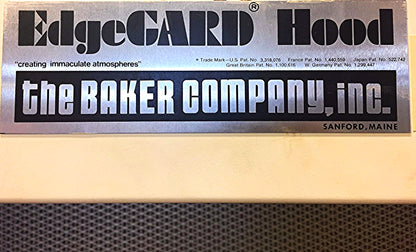 EdgeGARD® Hood
"creating immaculate atmospheres"
* Trade Mark-U.S. Pat. No. 3,318,076 France Pat. No. 1,440,559 Japan Pat. No. 522,742
Great Britain Pat. No. 1,100,616 W. Germany Pat. No. 1,299,447
the BAKER COMPANY, inc.
SANFORD, MAINE